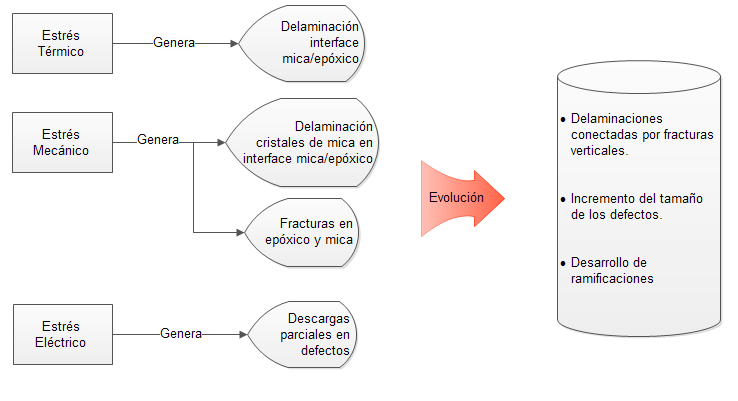 Estrés
Térmico
Genera
Delaminación
interface
mica/epóxico
Estrés
Mecánico
Genera
Delaminación
cristales de mica en
interface mica/epóxico
Fracturas en
epóxico y mica
Estrés
Eléctrico
Genera
Descargas
parciales en
defectos
Evolución
• Delaminaciones
conectadas por fracturas
verticales.
• Incremento del tamaño
de los defectos.
• Desarrollo de
ramificaciones